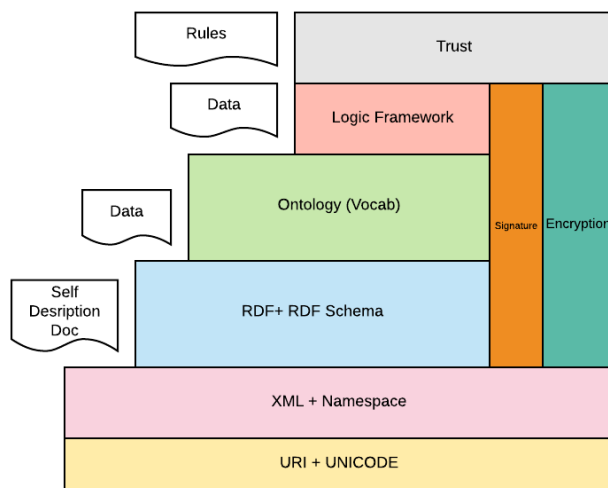 Rules
Trust
Data
Logic Framework
Data
Ontology (Vocab)
Signature
Encryption
Self
Desription
Doc
RDF+ RDF Schema
XML + Namespace
URI + UNICODE